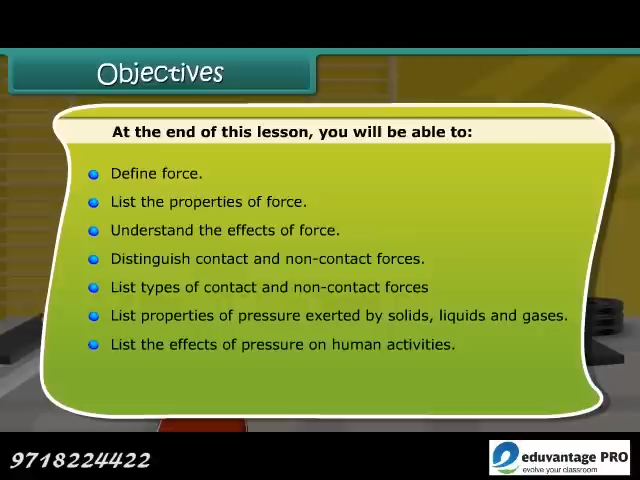 Objectives
At the end of this lesson, you will be able to:
Define force.
List the properties of force.
Understand the effects of force.
Distinguish contact and non-contact forces.
List types of contact and non-contact forces
List properties of pressure exerted by solids, liquids and gases.
List the effects of pressure on human activities.
9718224422
eduvantage PRO
evolve your classroom